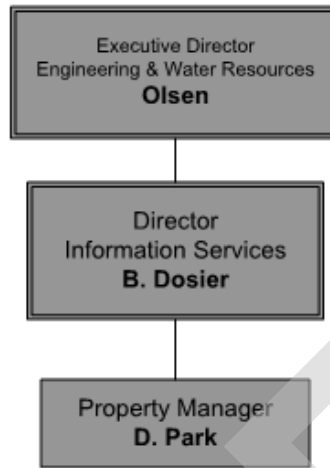 Executive Director
Engineering & Water Resources
Olsen
Director
Information Services
B. Dosier
Property Manager
D. Park